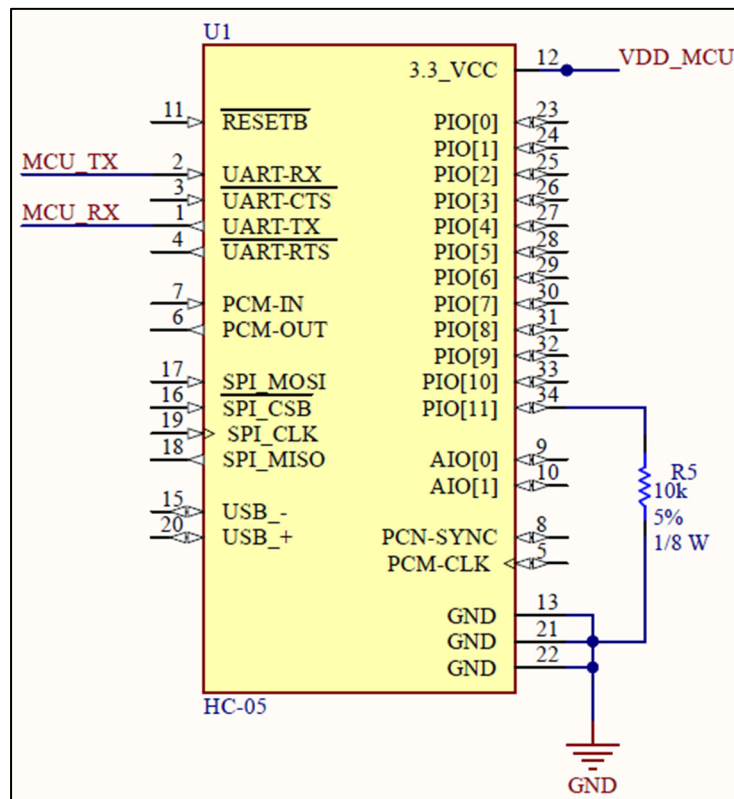 U1
12
VDD_MCU
3.3_VCC
11
RESETB
MCU_TX
2
UART-RX
3
UART-CTS
MCU_RX
1
UART-TX
4
UART-RTS
7
PCM-IN
6
PCM-OUT
17
SPI_MOSI
16
SPI_CSB
19
SPI_CLK
18
SPI_MISO
15
USB_-
20
USB_+
PIO[0]
23
PIO[1]
24
PIO[2]
25
PIO[3]
26
PIO[4]
27
PIO[5]
28
PIO[6]
29
PIO[7]
30
PIO[8]
31
PIO[9]
32
PIO[10]
33
PIO[11]
34
AIO[0]
9
AIO[1]
10
PCN-SYNC
8
PCM-CLK
5
GND
13
GND
21
GND
22
R5
10k
5%
1/8 W
HC-05
GND